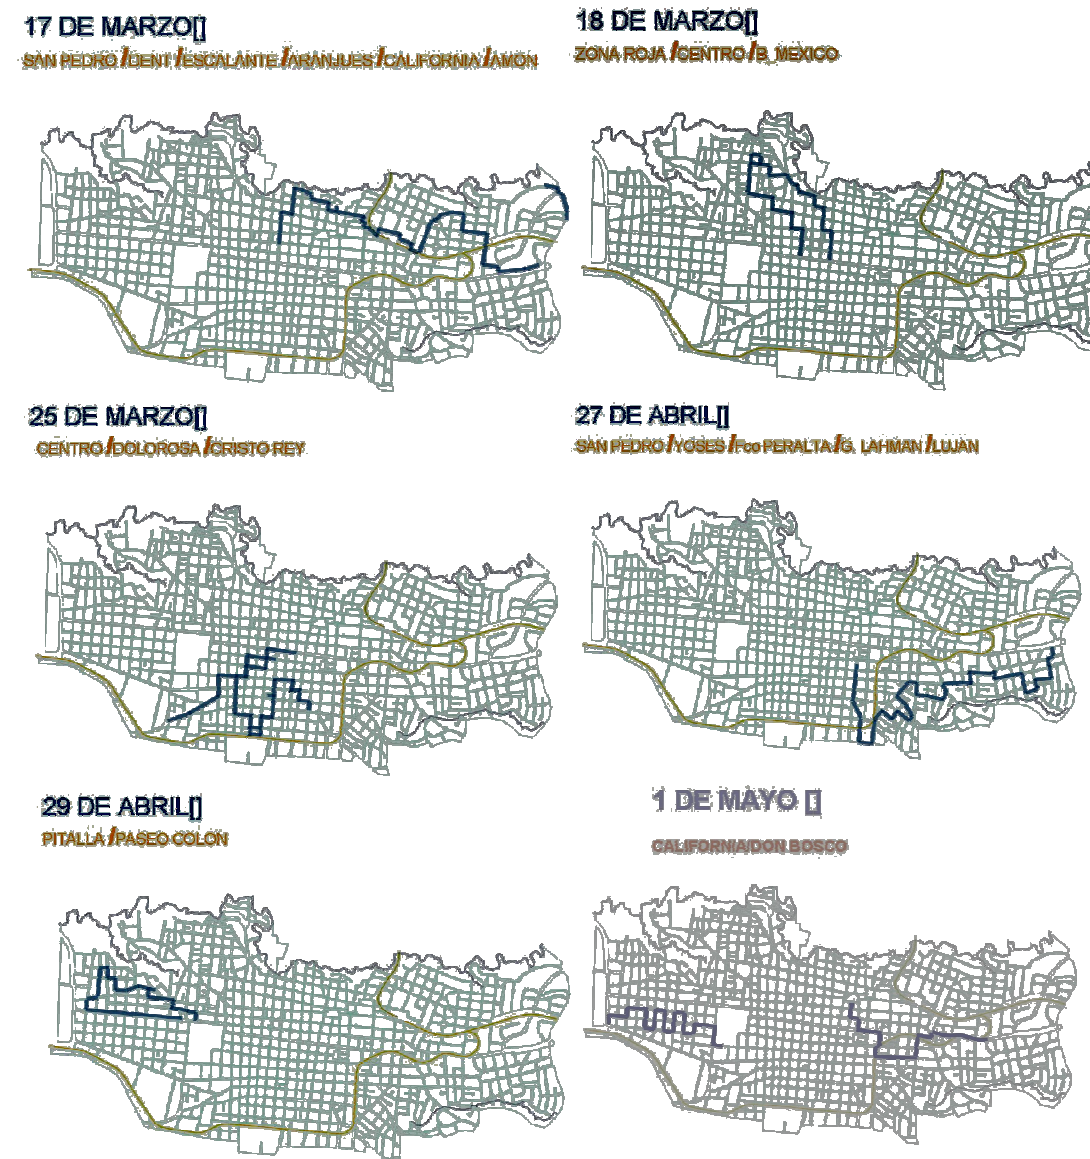 17 DE MARZO[]
SAN PEDRO /DENT /ESCALANTE /ARANJUES /CALIFORNIA /AMON
18 DE MARZO[]
ZONA ROJA /CENTRO /B_MEXICO
25 DE MARZO[]
CENTRO /DOLOROSA /CRISTO REY
27 DE ABRIL[]
SAN PEDRO /YOSES /Fco PERALTA /G. LAHMAN /LUJAN
29 DE ABRIL[]
PITALLA /PASEO COLON
1 DE MAYO []
CALIFORNIA/DON BOSCO